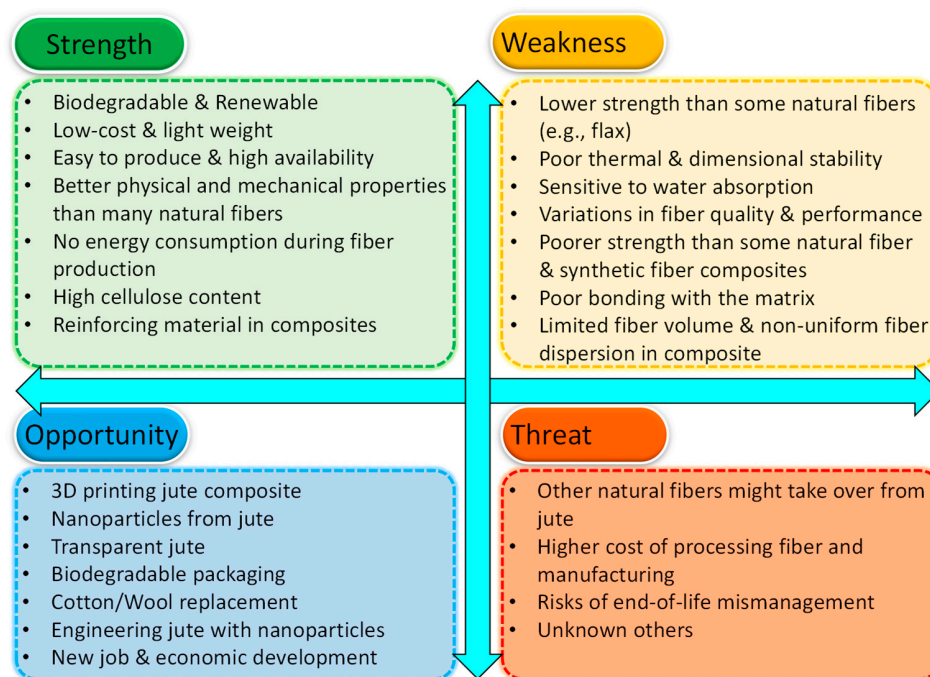 Strength
• Biodegradable & Renewable
• Low-cost & light weight
• Easy to produce & high availability
• Better physical and mechanical properties
than many natural fibers
• No energy consumption during fiber
production
• High cellulose content
• Reinforcing material in composites
Weakness
• Lower strength than some natural fibers
(e.g., flax)
• Poor thermal & dimensional stability
• Sensitive to water absorption
• Variations in fiber quality & performance
• Poorer strength than some natural fiber
& synthetic fiber composites
• Poor bonding with the matrix
• Limited fiber volume & non-uniform fiber
dispersion in composite
Opportunity
• 3D printing jute composite
• Nanoparticles from jute
• Transparent jute
• Biodegradable packaging
• Cotton/Wool replacement
• Engineering jute with nanoparticles
• New job & economic development
Threat
• Other natural fibers might take over from
jute
• Higher cost of processing fiber and
manufacturing
• Risks of end-of-life mismanagement
• Unknown others